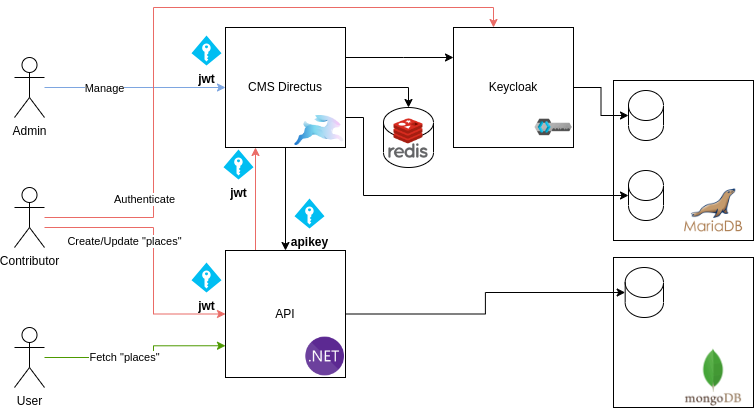 jwt
CMS Directus
Keycloak
Manage
Admin
redis
jwt
Authenticate
MariaDB
Create/Update "places"
apikey
Contributor
jwt
API
.NET
Fetch "places"
User
mongoDB